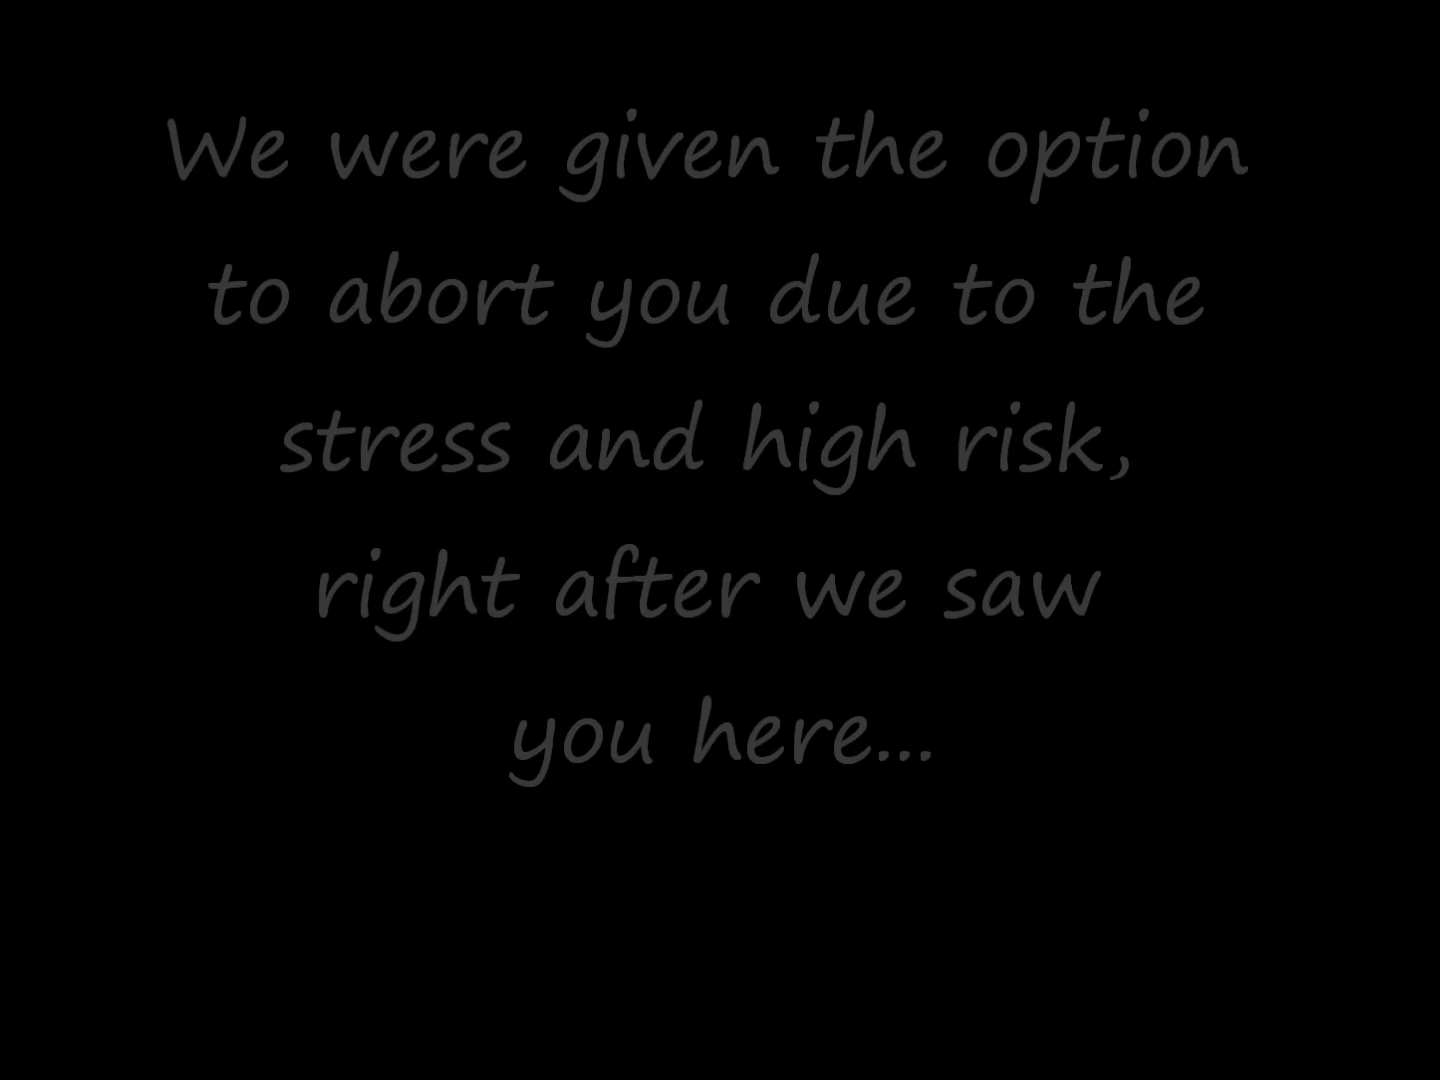 We were given the option
to abort you due to the
stress and high risk,
right after we saw
you here...